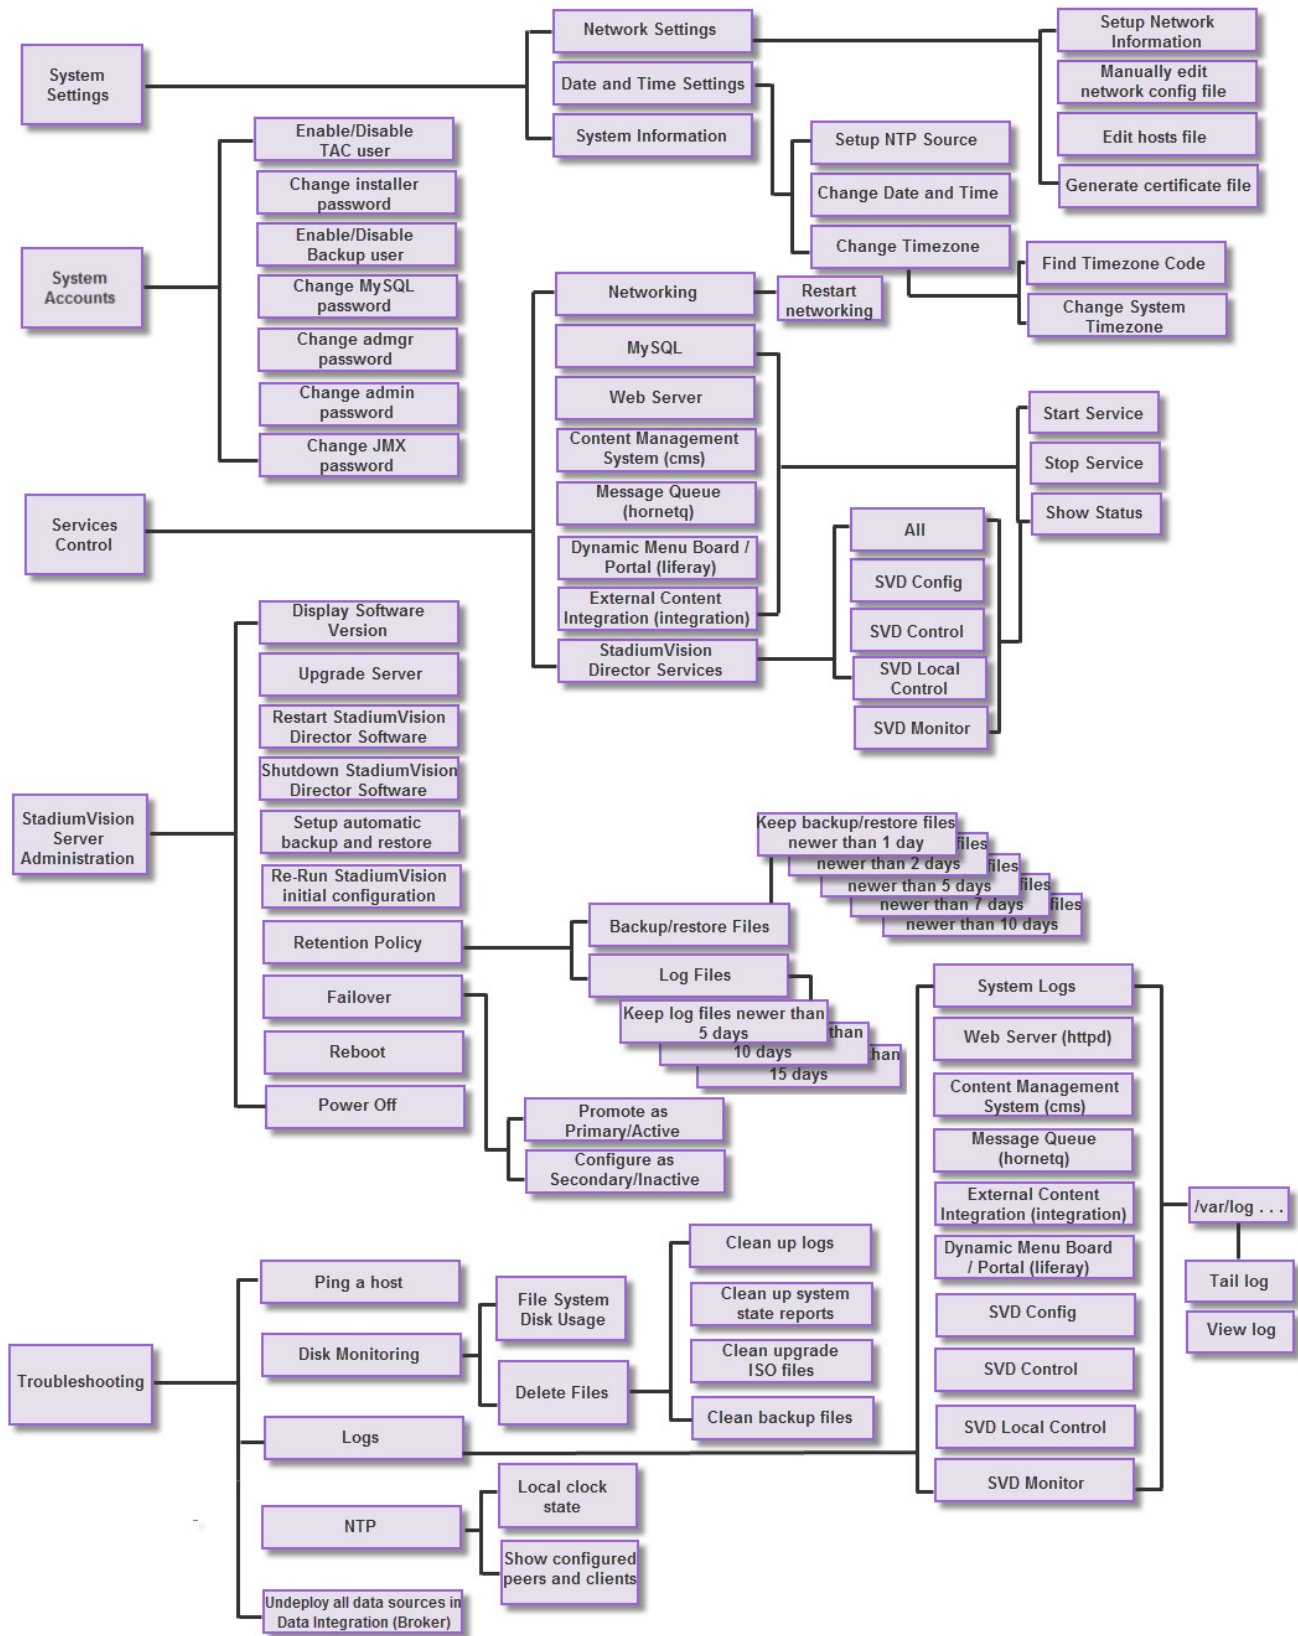 System
Settings
Network Settings
Date and Time Settings
System Information
Setup Network
Information
Manually edit
network config file
Edit hosts file
Generate certificate file
Setup NTP Source
Change Date and Time
Change Timezone
Find Timezone Code
Change System
Timezone
System
Accounts
Enable/Disable
TAC user
Change installer
password
Enable/Disable
Backup user
Change MySQL
password
Change admgr
password
Change admin
password
Change JMX
password
Services
Control
Networking
Restart
networking
MySQL
Web Server
Content Management
System (cms)
Message Queue
(hornetq)
Dynamic Menu Board /
Portal (liferay)
External Content
Integration (integration)
StadiumVision
Director Services
All
SVD Config
SVD Control
SVD Local
Control
SVD Monitor
Start Service
Stop Service
Show Status
StadiumVision
Server
Administration
Display Software
Version
Upgrade Server
Restart StadiumVision
Director Software
Shutdown StadiumVision
Director Software
Setup automatic
backup and restore
Re-Run StadiumVision
initial configuration
Retention Policy
Failover
Reboot
Power Off
Backup/restore Files
Log Files
Keep backup/restore files
newer than 1 day
files
newer than 2 days
files
newer than 5 days
files
newer than 7 days
files
newer than 10 days
Keep log files newer than
5 days
than
10 days
than
15 days
Promote as
Primary/Active
Configure as
Secondary/Inactive
Troubleshooting
Ping a host
Disk Monitoring
Logs
NTP
Undeploy all data sources in
Data Integration (Broker)
File System
Disk Usage
Delete Files
Clean up logs
Clean up system
state reports
Clean upgrade
ISO files
Clean backup files
Local clock
state
Show configured
peers and clients
System Logs
Web Server (httpd)
Content Management
System (cms)
Message Queue
(hornetq)
External Content
Integration (integration)
Dynamic Menu Board
/ Portal (liferay)
SVD Config
SVD Control
SVD Local Control
SVD Monitor
/var/log . . .
Tail log
View log